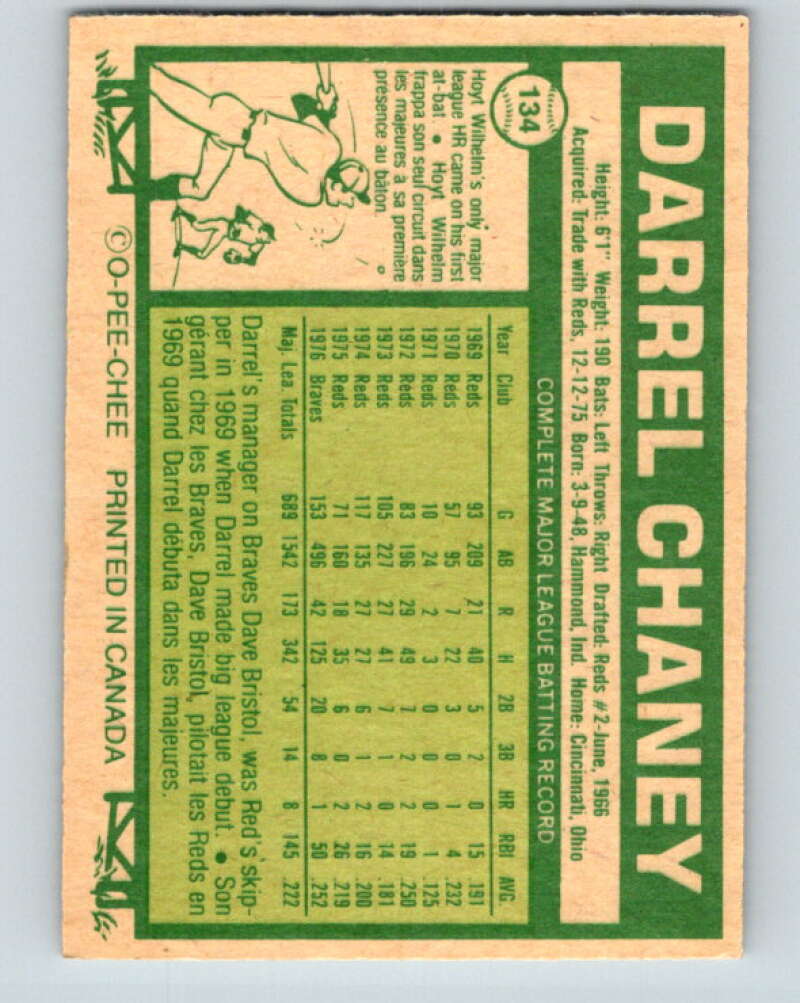 DARREL CHANEY
Height: 6'1" Weight: 190 Bats: Left Throws: Right Drafted: Reds #2-June, 1966
Acquired: Trade with Reds, 12-12-75 Born: 3-9-48, Hammond, Ind. Home: Cincinnati, Ohio
134
COMPLETE MAJOR LEAGUE BATTING RECORD
Hoyt Wilhelm's only major
league HR came on his first
at-bat. • Hoyt Wilhelm
frappa son seul circuit dans
les majeures à sa première
présence au bâton.
Year Club G AB R H 2B 3B HR RBI AVG.
1969 Reds 93 209 21 40 5 2 0 15 .191
1970 Reds 57 95 7 22 3 0 1 4 .232
1971 Reds 10 24 2 3 0 0 0 1 .125
1972 Reds 83 196 29 49 7 2 2 19 .250
1973 Reds 105 227 27 41 7 1 0 14 .181
1974 Reds 117 135 27 27 6 1 2 16 .200
1975 Reds 71 160 18 35 6 0 2 26 .219
1976 Braves 153 496 42 125 20 8 1 50 .252
Maj. Lea. Totals 689 1542 173 342 54 14 8 145 .222
Darrel's manager on Braves Dave Bristol, was Red's skip-
per in 1969 when Darrel made big league debut. • Son
gérant chez les Braves, Dave Bristol, pilotait les Reds en
1969 quand Darrel débuta dans les majeures.
©O-PEE-CHEE PRINTED IN CANADA